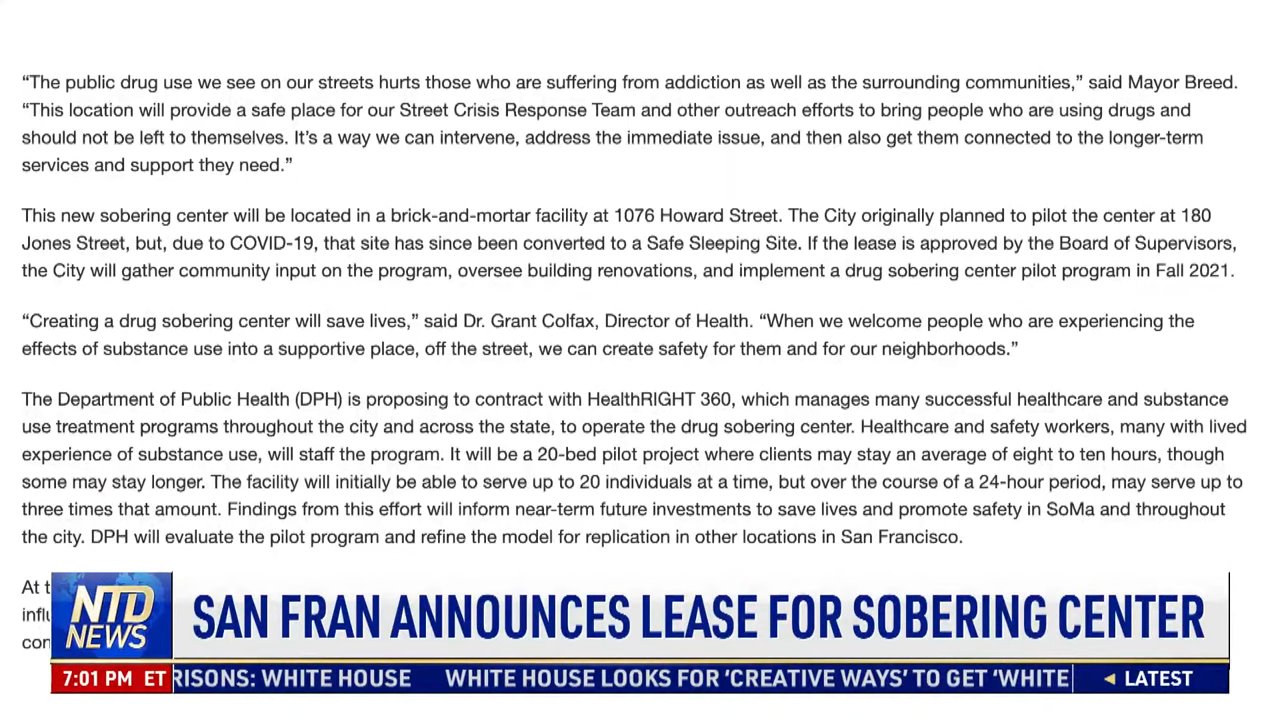 “The public drug use we see on our streets hurts those who are suffering from addiction as well as the surrounding communities,” said Mayor Breed.
“This location will provide a safe place for our Street Crisis Response Team and other outreach efforts to bring people who are using drugs and
should not be left to themselves. It’s a way we can intervene, address the immediate issue, and then also get them connected to the longer-term
services and support they need.”
This new sobering center will be located in a brick-and-mortar facility at 1076 Howard Street. The City originally planned to pilot the center at 180
Jones Street, but, due to COVID-19, that site has since been converted to a Safe Sleeping Site. If the lease is approved by the Board of Supervisors,
the City will gather community input on the program, oversee building renovations, and implement a drug sobering center pilot program in Fall 2021.
“Creating a drug sobering center will save lives,” said Dr. Grant Colfax, Director of Health. “When we welcome people who are experiencing the
effects of substance use into a supportive place, off the street, we can create safety for them and for our neighborhoods.”
The Department of Public Health (DPH) is proposing to contract with HealthRIGHT 360, which manages many successful healthcare and substance
use treatment programs throughout the city and across the state, to operate the drug sobering center. Healthcare and safety workers, many with lived
experience of substance use, will staff the program. It will be a 20-bed pilot project where clients may stay an average of eight to ten hours, though
some may stay longer. The facility will initially be able to serve up to 20 individuals at a time, but over the course of a 24-hour period, may serve up to
three times that amount. Findings from this effort will inform near-term future investments to save lives and promote safety in SoMa and throughout
the city. DPH will evaluate the pilot program and refine the model for replication in other locations in San Francisco.
At
NTD
NEWS
SAN FRAN ANNOUNCES LEASE FOR SOBERING CENTER
7:01 PM ET RISONS: WHITE HOUSE WHITE HOUSE LOOKS FOR ‘CREATIVE WAYS’ TO GET ‘WHITE ◄ LATEST